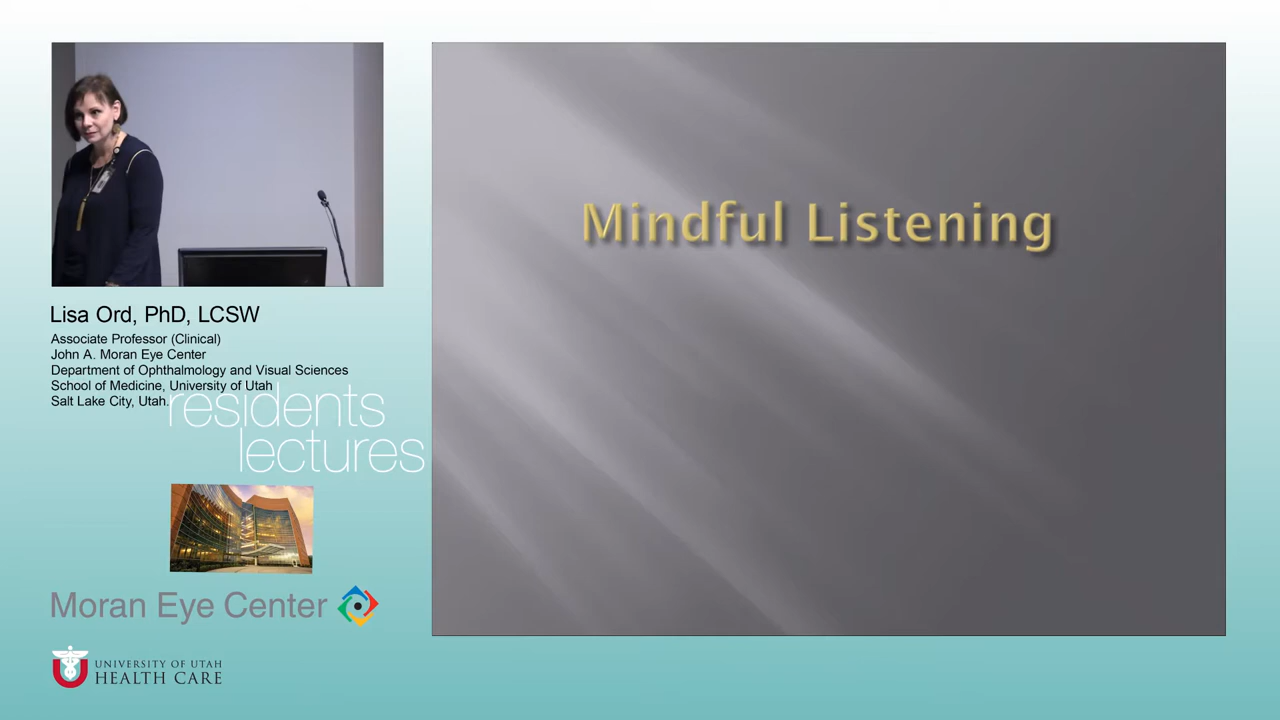 Mindful Listening
Lisa Ord, PhD, LCSW
Associate Professor (Clinical)
John A. Moran Eye Center
Department of Ophthalmology and Visual Sciences
School of Medicine, University of Utah
Salt Lake City, Utah.
residents
lectures
Moran Eye Center
UNIVERSITY OF UTAH
HEALTH CARE